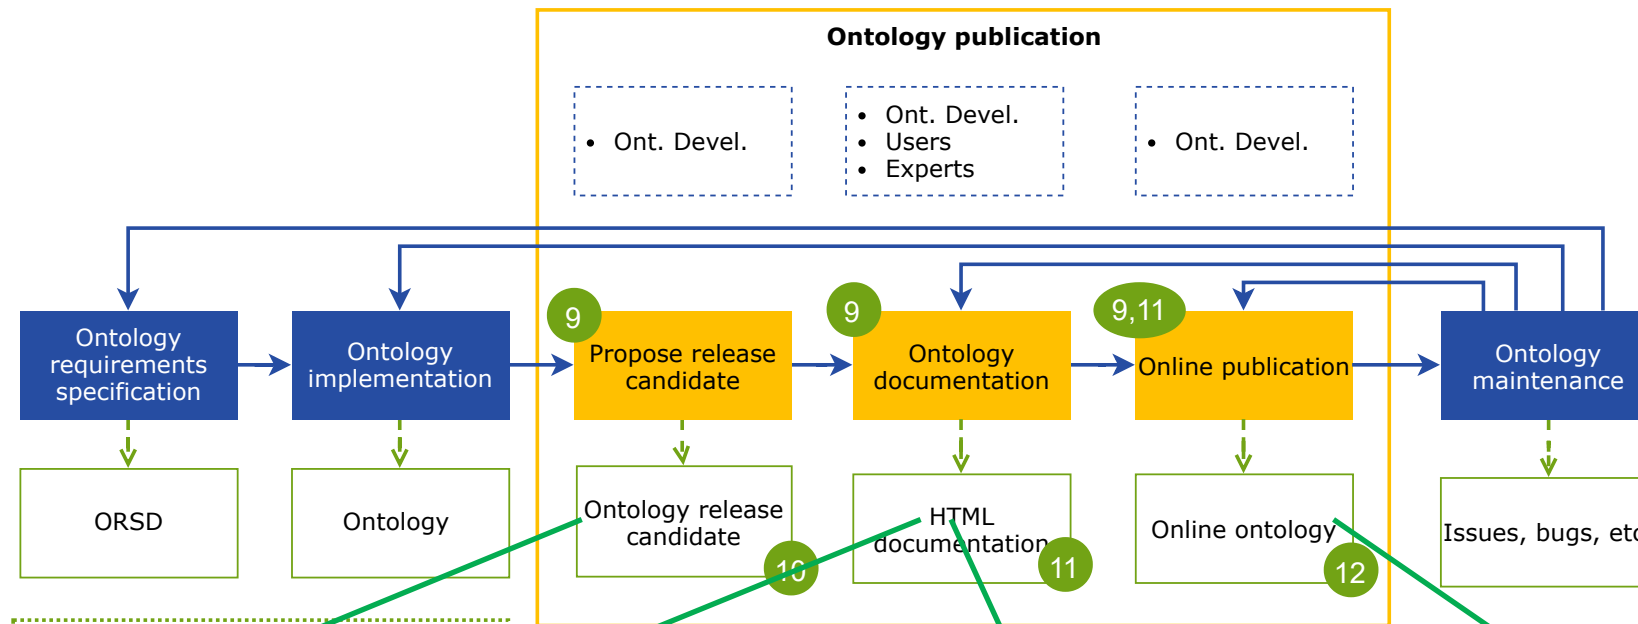 Ontology publication
• Ont. Devel.
• Ont. Devel.
• Users
• Experts
• Ont. Devel.
9
9
9,11
Ontology
requirements
specification
Ontology
implementation
Propose release
candidate
Ontology
documentation
Online publication
Ontology
maintenance
ORSD
Ontology
Ontology release
candidate
10
HTML
documentation
11
Online ontology
12
Issues, bugs, etc